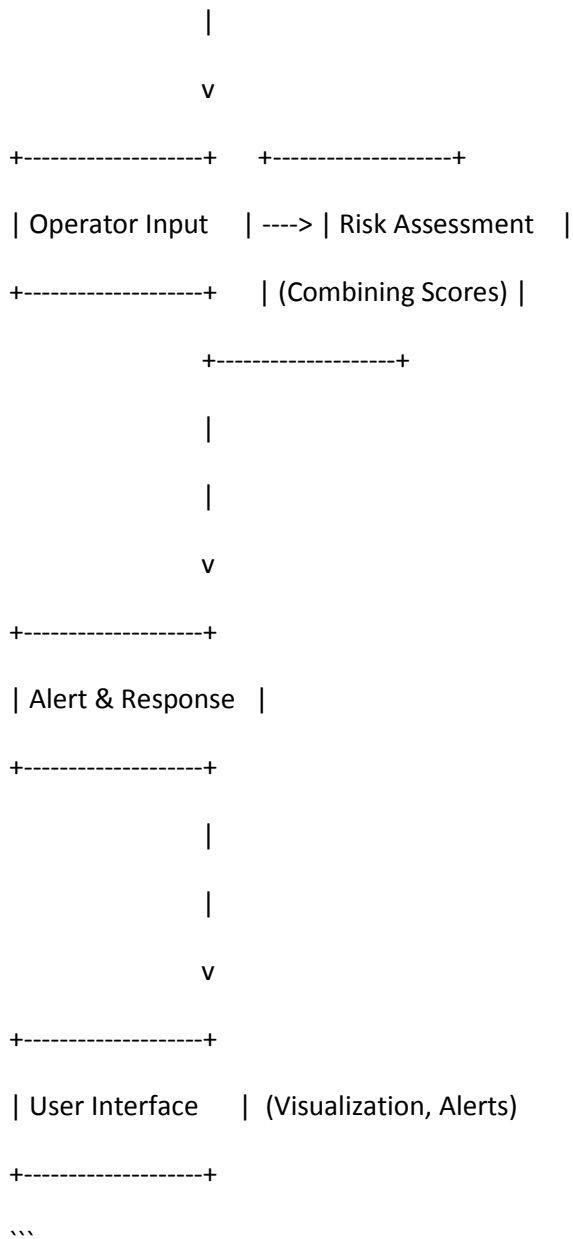 |
v
+--------------------+ +--------------------+
| Operator Input | ----> | Risk Assessment |
+--------------------+ | (Combining Scores) |
+--------------------+
|
|
v
+--------------------+
| Alert & Response |
+--------------------+
|
|
v
+--------------------+
| User Interface | (Visualization, Alerts)
+--------------------+
```